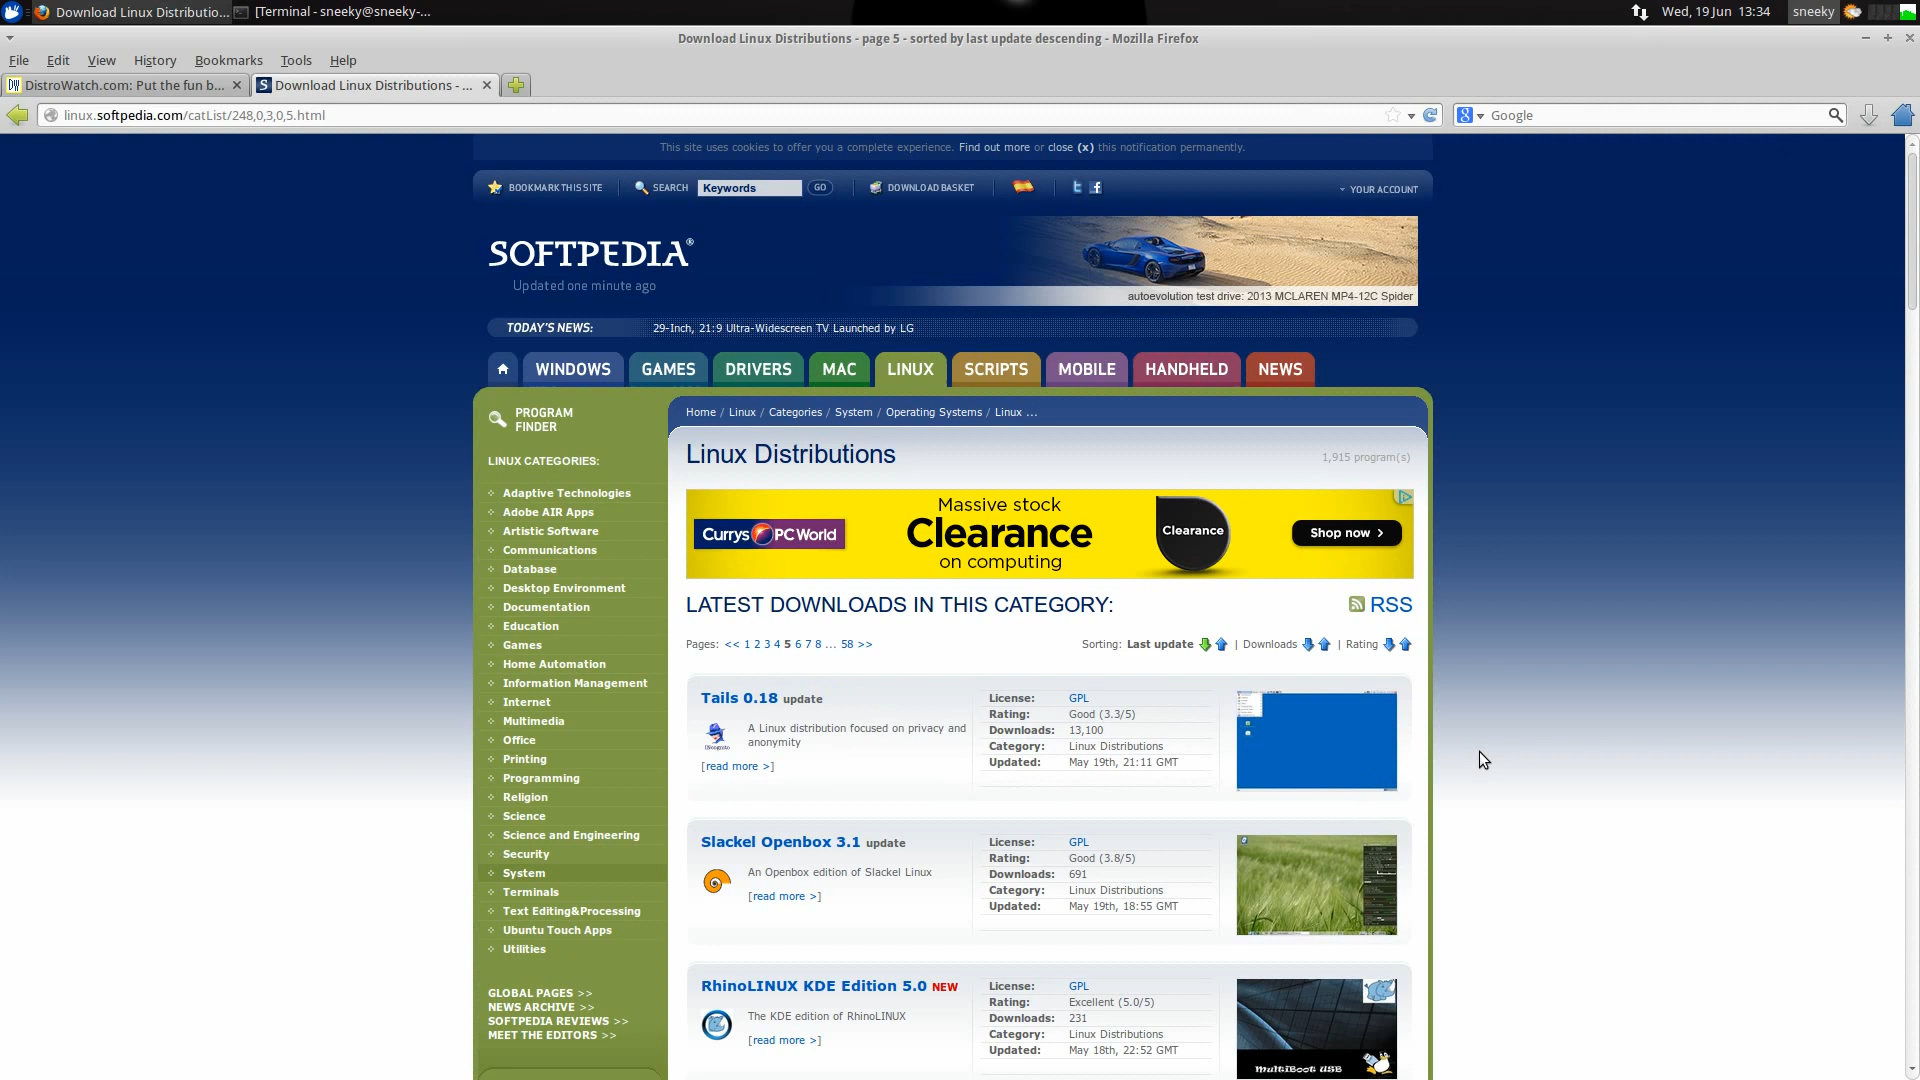 Download Linux Distributio... [Terminal - sneeky@sneeky-... Wed, 19 Jun 13:34 sneeky
Download Linux Distributions - page 5 - sorted by last update descending - Mozilla Firefox
File Edit View History Bookmarks Tools Help
DW DistroWatch.com: Put the fun b... S Download Linux Distributions - ...
linux.softpedia.com/catList/248,0,3,0,5.html 8 Google
This site uses cookies to offer you a complete experience. Find out more or close (x) this notification permanently.
BOOKMARK THIS SITE SEARCH Keywords GO DOWNLOAD BASKET t f YOUR ACCOUNT
SOFTPEDIA®
Updated one minute ago
autoevolution test drive: 2013 MCLAREN MP4-12C Spider
TODAY'S NEWS: 29-Inch, 21:9 Ultra-Widescreen TV Launched by LG
WINDOWS GAMES DRIVERS MAC LINUX SCRIPTS MOBILE HANDHELD NEWS
PROGRAM
FINDER
LINUX CATEGORIES:
Adaptive Technologies
Adobe AIR Apps
Artistic Software
Communications
Database
Desktop Environment
Documentation
Education
Games
Home Automation
Information Management
Internet
Multimedia
Office
Printing
Programming
Religion
Science
Science and Engineering
Security
System
Terminals
Text Editing&Processing
Ubuntu Touch Apps
Utilities
GLOBAL PAGES >>
NEWS ARCHIVE >>
SOFTPEDIA REVIEWS >>
MEET THE EDITORS >>
Home / Linux / Categories / System / Operating Systems / Linux ...
Linux Distributions 1,915 program(s)
Currys PC World
Massive stock
Clearance
on computing
Clearance
Shop now >
LATEST DOWNLOADS IN THIS CATEGORY: RSS
Pages: << 1 2 3 4 5 6 7 8 ... 58 >> Sorting: Last update | Downloads | Rating
Tails 0.18 update
A Linux distribution focused on privacy and
anonymity
[read more >]
License: GPL
Rating: Good (3.3/5)
Downloads: 13,100
Category: Linux Distributions
Updated: May 19th, 21:11 GMT
Slackel Openbox 3.1 update
An Openbox edition of Slackel Linux
[read more >]
License: GPL
Rating: Good (3.8/5)
Downloads: 691
Category: Linux Distributions
Updated: May 19th, 18:55 GMT
RhinoLINUX KDE Edition 5.0 NEW
The KDE edition of RhinoLINUX
[read more >]
License: GPL
Rating: Excellent (5.0/5)
Downloads: 231
Category: Linux Distributions
Updated: May 18th, 22:52 GMT
MultiBoot USB